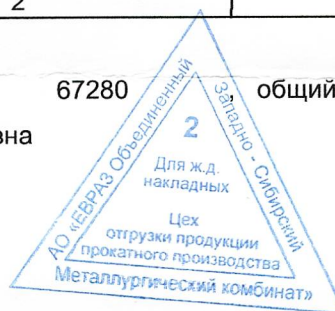 2
67280 , общий
вна
АО «ЕВРАЗ Объединенный
Западно - Сибирский
Металлургический комбинат»
2
Для ж.д.
накладных
Цех
отгрузки продукции
прокатного производства